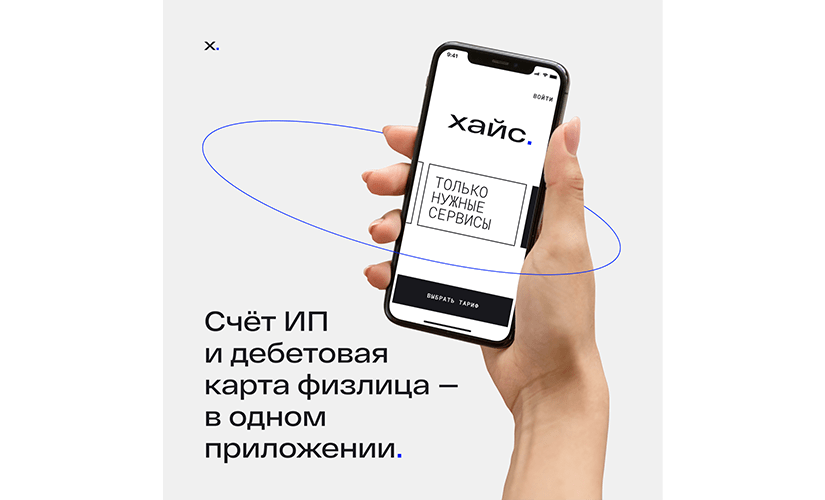 х.
9:41
ВОЙТИ
хайс.
ТОЛЬКО
НУЖНЫЕ
СЕРВИСЫ
ВЫБРАТЬ ТАРИФ
Счёт ИП
и дебетовая
карта физлица —
в одном
приложении.